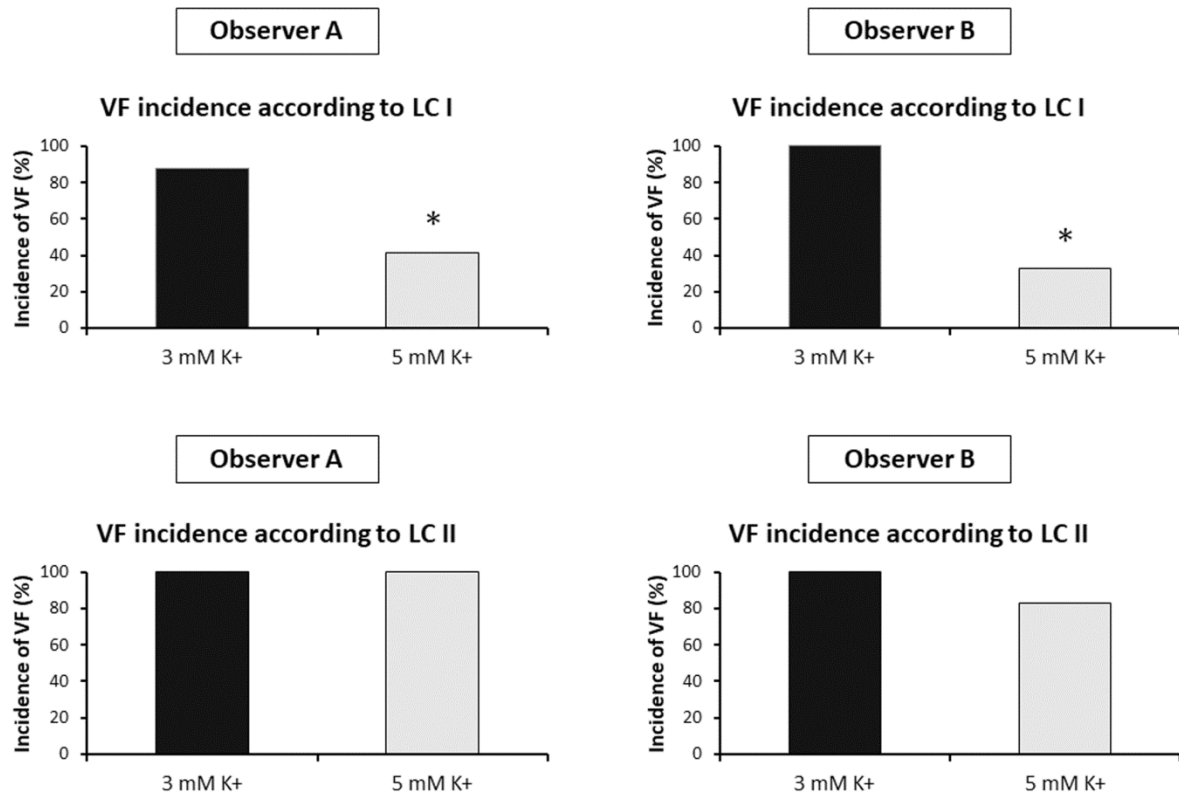 Observer A
VF incidence according to LC I
Incidence of VF (%)
100
80
60
40
20
0
*
3 mM K+ 5 mM K+
Observer B
VF incidence according to LC I
Incidence of VF (%)
100
80
60
40
20
0
*
3 mM K+ 5 mM K+
Observer A
VF incidence according to LC II
Incidence of VF (%)
100
80
60
40
20
0
3 mM K+ 5 mM K+
Observer B
VF incidence according to LC II
Incidence of VF (%)
100
80
60
40
20
0
3 mM K+ 5 mM K+